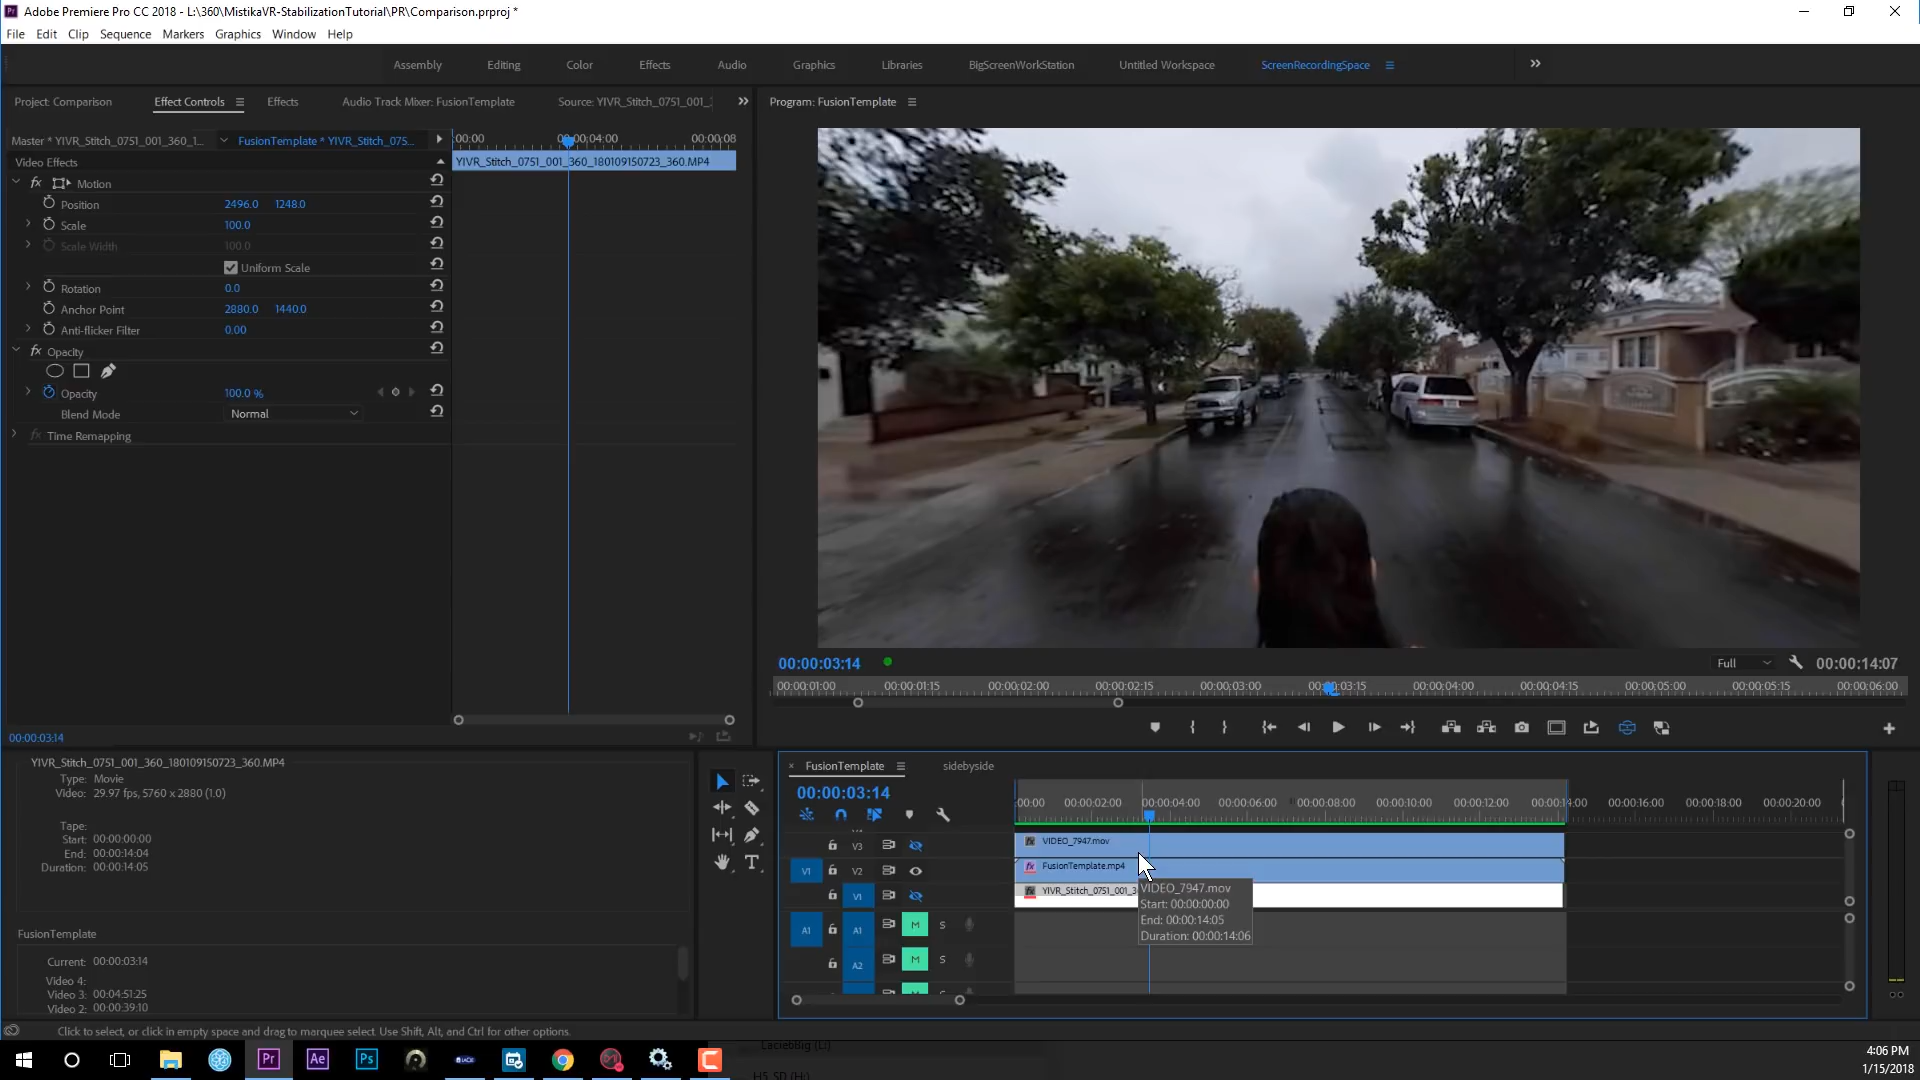 Adobe Premiere Pro CC 2018 - L:\360\MistikaVR-StabilizationTutorial\PR\Comparison.prproj *
File Edit Clip Sequence Markers Graphics Window Help
Assembly Editing Color Effects Audio Graphics Libraries BigScreenWorkStation Untitled Workspace ScreenRecordingSpace
Project: Comparison Effect Controls Effects Audio Track Mixer: FusionTemplate Source: YIVR_Stitch_0751_001_ Program: FusionTemplate
Master * YIVR_Stitch_0751_001_360_1... FusionTemplate * YIVR_Stitch_075... :00:00 00:00:04:00 00:00:08
Video Effects YIVR_Stitch_0751_001_360_180109150723_360.MP4
fx Motion
Position 2496.0 1248.0
Scale 100.0
Scale Width 100.0
Uniform Scale
Rotation 0.0
Anchor Point 2880.0 1440.0
Anti-flicker Filter 0.00
fx Opacity
Opacity 100.0 %
Blend Mode Normal
fx Time Remapping
00:00:03:14 Full 00:00:14:07
00:00:01:00 00:00:01:15 00:00:02:00 00:00:02:15 00:00:03:00 00:00:03:15 00:00:04:00 00:00:04:15 00:00:05:00 00:00:05:15 00:00:06:00
00:00:03:14
YIVR_Stitch_0751_001_360_180109150723_360.MP4
Type: Movie
Video: 29.97 fps, 5760 x 2880 (1.0)
Tape:
Start: 00:00:00:00
End: 00:00:14:04
Duration: 00:00:14:05
FusionTemplate
Current: 00:00:03:14
Video 4:
Video 3: 00:04:51:25
Video 2: 00:00:39:10
× FusionTemplate sidebyside
00:00:03:14
:00:00 00:00:02:00 00:00:04:00 00:00:06:00 00:00:08:00 00:00:10:00 00:00:12:00 00:00:14:00 00:00:16:00 00:00:18:00 00:00:20:00
V3 VIDEO_7947.mov
V1 V2 fx FusionTemplate.mp4
V1 YIVR_Stitch_0751_001_3
VIDEO_7947.mov
Start: 00:00:00:00
End: 00:00:14:05
Duration: 00:00:14:06
A1 A1 M S
A2 M S
Click to select, or click in empty space and drag to marquee select. Use Shift, Alt, and Ctrl for other options.
Pr Ae Ps
LacieBig (L:)
H5_SD (H:)
4:06 PM
1/15/2018